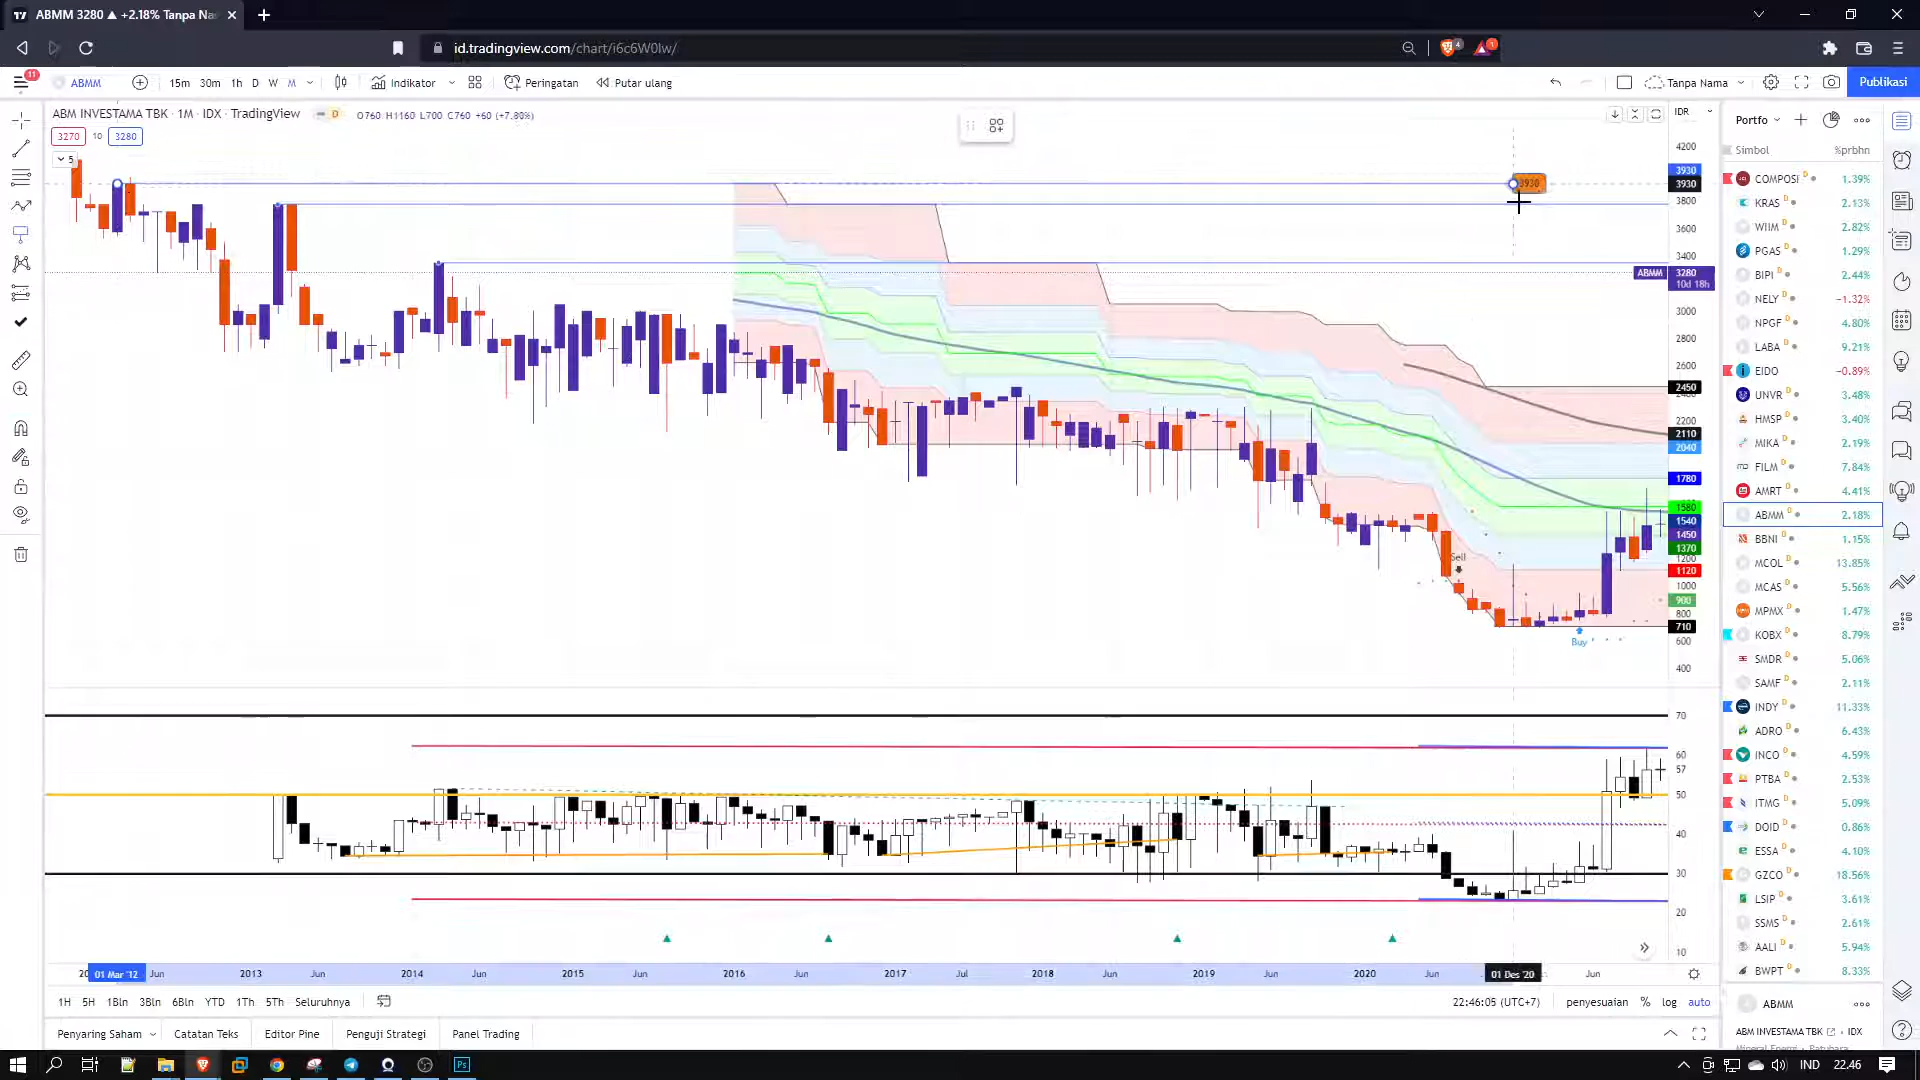 ABMM 3280 ▲ +2.18% Tanpa Na
id.tradingview.com/chart/i6c6W0lw/
4
1
11
ABMM
15m 30m 1h D W M
Indikator
Peringatan
Putar ulang
Tanpa Nama
Publikasi
ABM INVESTAMA TBK · 1M · IDX · TradingView
D
O760 H1160 L700 C760 +60 (+7.80%)
3270
10
3280
5
3930
Sell
Buy
IDR
4200
3930
3930
3800
3600
3400
ABMM
3280
10d 18h
3000
2800
2600
2450
2200
2110
2040
1780
1580
1540
1450
1370
1200
1120
1000
900
800
710
600
400
70
60
57
50
40
30
20
10
01 Mar '12
Jun
2013
Jun
2014
Jun
2015
Jun
2016
Jun
2017
Jul
2018
Jun
2019
Jun
2020
Jun
01 Des '20
Jun
1H 5H 1Bln 3Bln 6Bln YTD 1Th 5Th Seluruhnya
22:46:05 (UTC+7)
penyesuaian % log auto
Penyaring Saham
Catatan Teks
Editor Pine
Penguji Strategi
Panel Trading
Portfo
Simbol %prbhn
COMPOSI D 1.39%
KRAS D 2.13%
WIIM D 2.82%
PGAS D 1.29%
BIPI D 2.44%
NELY D −1.32%
NPGF D 4.80%
LABA D 9.21%
EIDO −0.89%
UNVR D 3.48%
HMSP D 3.40%
MIKA D 2.19%
FILM D 7.84%
AMRT D 4.41%
ABMM D 2.18%
BBNI D 1.15%
MCOL D 13.85%
MCAS D 5.56%
MPMX D 1.47%
KOBX D 8.79%
SMDR D 5.06%
SAMF D 2.11%
INDY D 11.33%
ADRO D 6.43%
INCO D 4.59%
PTBA D 2.53%
ITMG D 5.09%
DOID D 0.86%
ESSA D 4.10%
GZCO D 18.56%
LSIP D 3.61%
SSMS D 2.61%
AALI D 5.94%
BWPT D 8.33%
ABMM
ABM INVESTAMA TBK · IDX
Mineral Energi · Batubara
IND
22.46